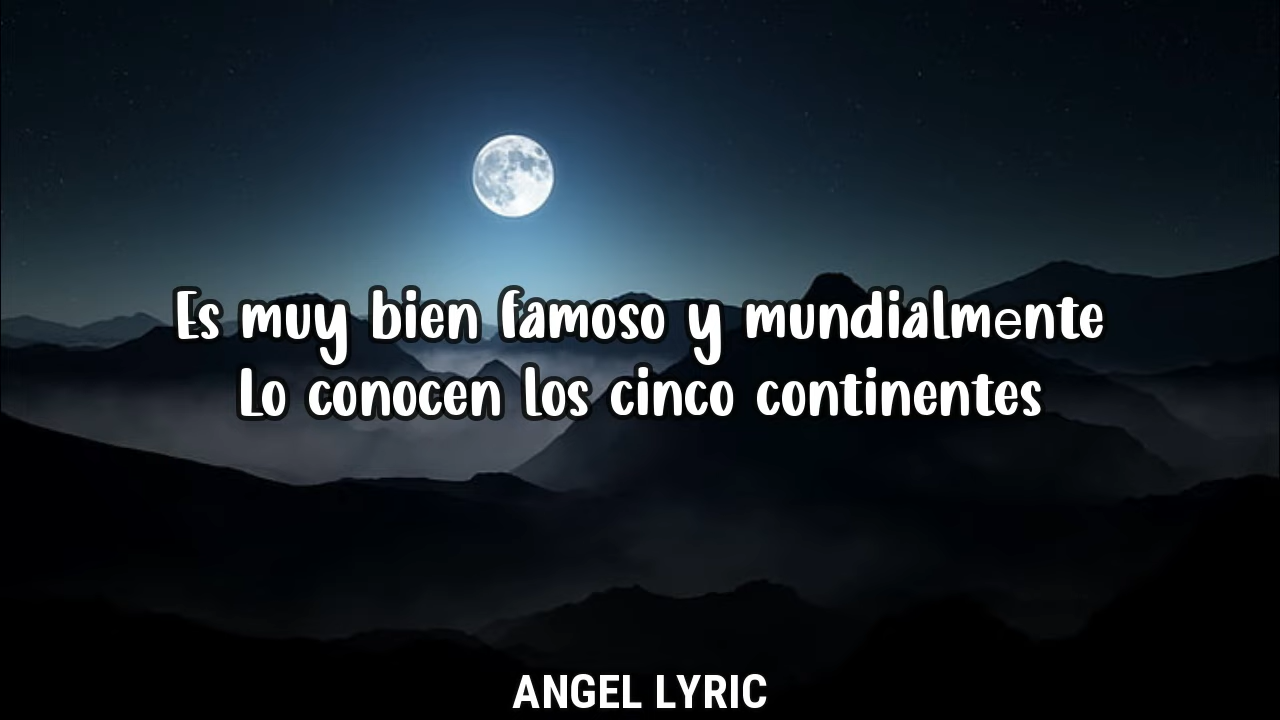 Es muy bien famoso y mundialmente
Lo conocen los cinco continentes
ANGEL LYRIC